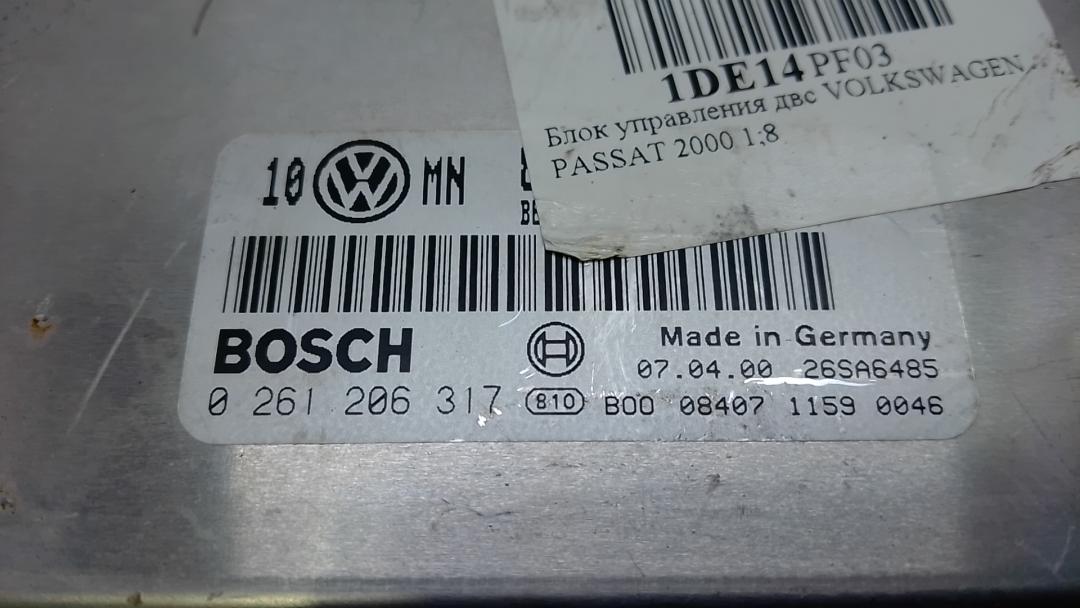 1DE14PF03
Блок управления двс VOLKSWAGEN
PASSAT 2000 1;8
10 VW MN
BOSCH
Made in Germany
07.04.00 26SA6485
0 261 206 317 810 B00 08407 1159 0046